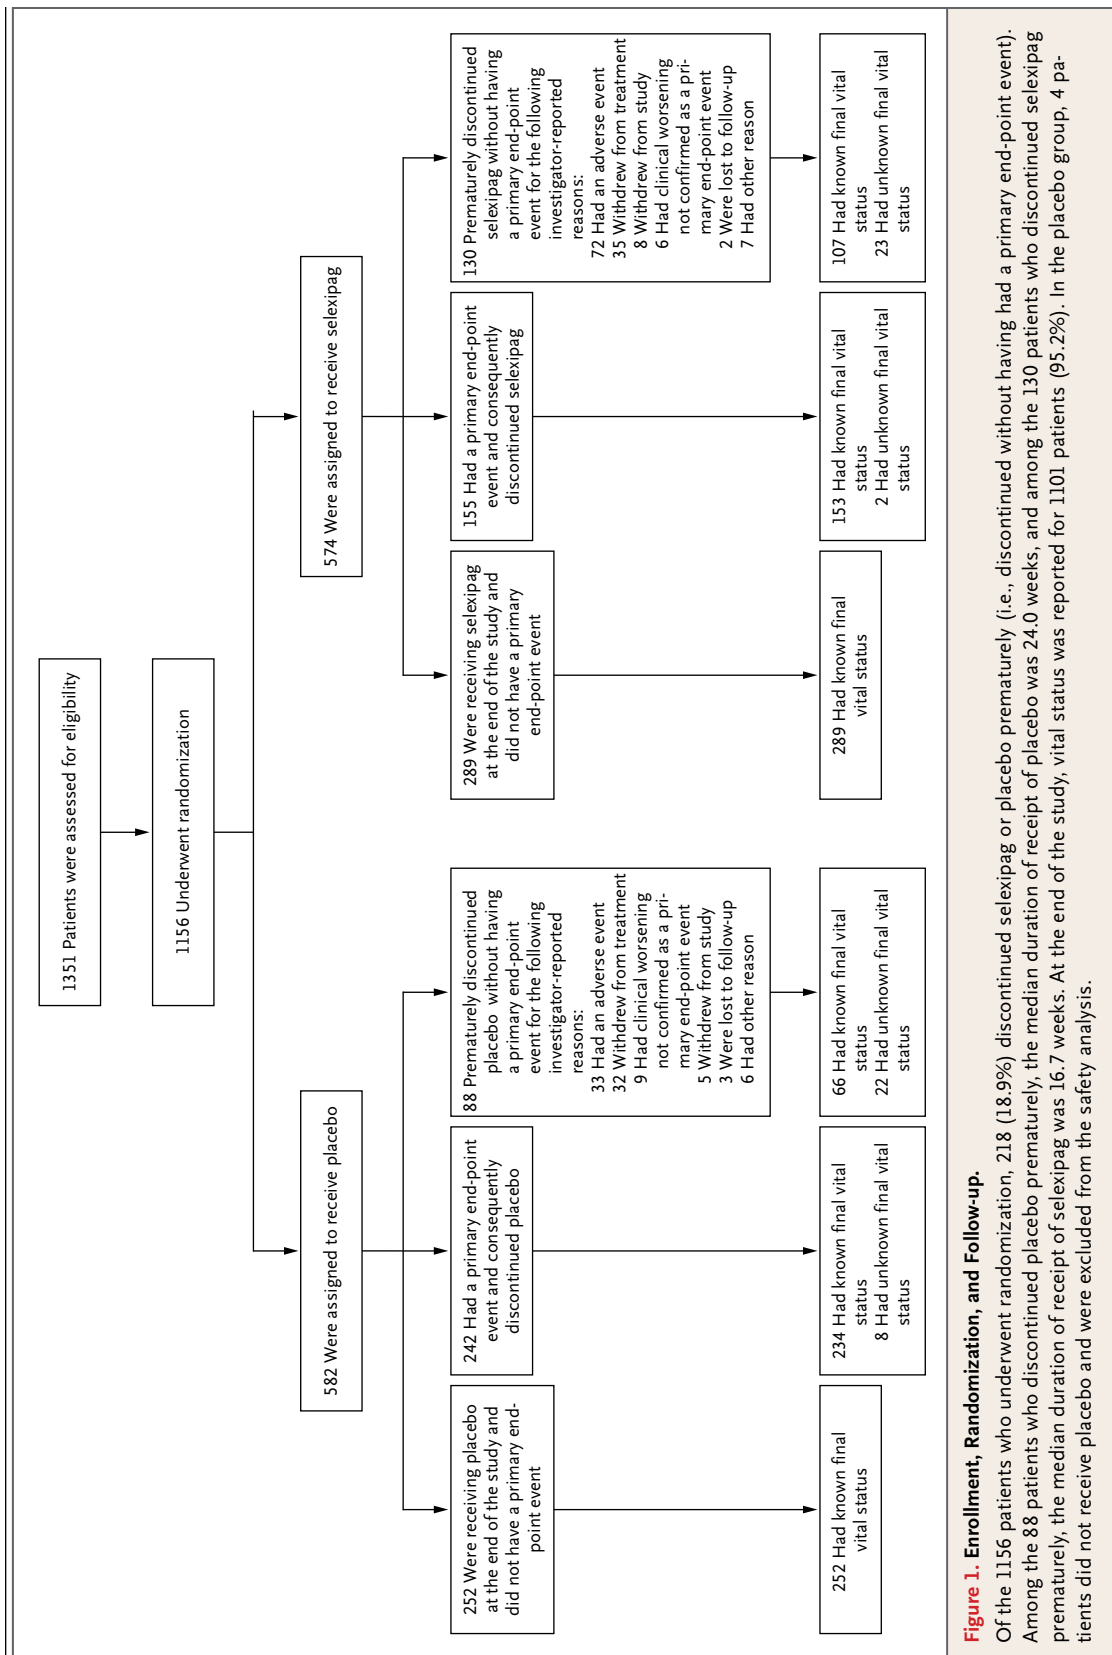 1351 Patients were assessed for eligibility
1156 Underwent randomization
582 Were assigned to receive placebo
574 Were assigned to receive selexipag
252 Were receiving placebo
at the end of the study and
did not have a primary end-
point event
242 Had a primary end-point
event and consequently
discontinued placebo
88 Prematurely discontinued
placebo without having
a primary end-point
event for the following
investigator-reported
reasons:
33 Had an adverse event
32 Withdrew from treatment
9 Had clinical worsening
not confirmed as a pri-
mary end-point event
5 Withdrew from study
3 Were lost to follow-up
6 Had other reason
289 Were receiving selexipag
at the end of the study and
did not have a primary
end-point event
155 Had a primary end-point
event and consequently
discontinued selexipag
130 Prematurely discontinued
selexipag without having
a primary end-point
event for the following
investigator-reported
reasons:
72 Had an adverse event
35 Withdrew from treatment
8 Withdrew from study
6 Had clinical worsening
not confirmed as a pri-
mary end-point event
2 Were lost to follow-up
7 Had other reason
252 Had known final
vital status
234 Had known final vital
status
8 Had unknown final vital
status
66 Had known final vital
status
22 Had unknown final vital
status
289 Had known final
vital status
153 Had known final vital
status
2 Had unknown final vital
status
107 Had known final vital
status
23 Had unknown final vital
status
Figure 1. Enrollment, Randomization, and Follow-up.
Of the 1156 patients who underwent randomization, 218 (18.9%) discontinued selexipag or placebo prematurely (i.e., discontinued without having had a primary end-point event).
Among the 88 patients who discontinued placebo prematurely, the median duration of receipt of placebo was 24.0 weeks, and among the 130 patients who discontinued selexipag
prematurely, the median duration of receipt of selexipag was 16.7 weeks. At the end of the study, vital status was reported for 1101 patients (95.2%). In the placebo group, 4 pa-
tients did not receive placebo and were excluded from the safety analysis.